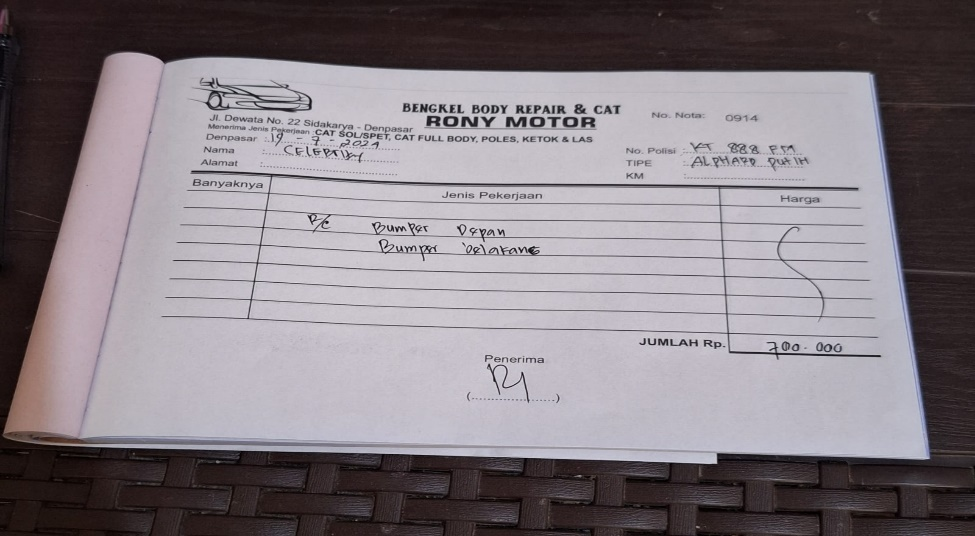 BENGKEL BODY REPAIR & CAT
RONY MOTOR
No. Nota: 0914
Jl. Dewata No. 22 Sidakarya - Denpasar
Menerima Jenis Pekerjaan: CAT SOL/SPET, CAT FULL BODY, POLES, KETOK & LAS
Denpasar : 19 - 7 - 2024
Nama :
Alamat :
No. Polisi : KT 888 FM
TIPE : ALPHARD PUTIH
KM :
Banyaknya Jenis Pekerjaan Harga
R/C Bumper Depan
Bumper belakang
JUMLAH Rp. 700.000
Penerima
(....................)